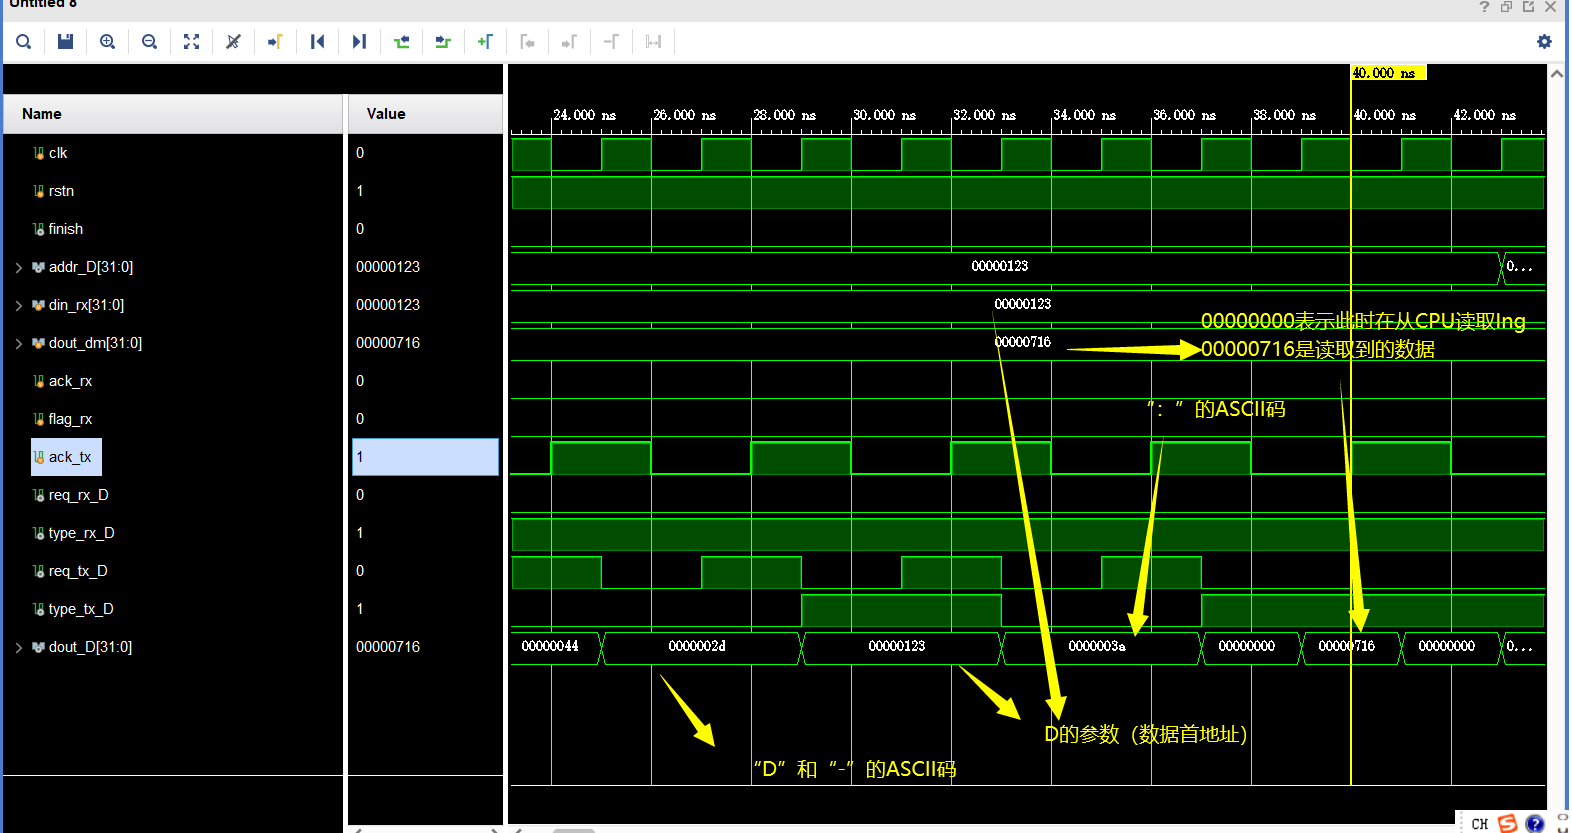 Untitled 8
40.000 ns
Name
Value
24.000 ns 26.000 ns 28.000 ns 30.000 ns 32.000 ns 34.000 ns 36.000 ns 38.000 ns 40.000 ns 42.000 ns
clk 0
rstn 1
finish 0
addr_D[31:0] 00000123 00000123 0...
din_rx[31:0] 00000123 00000123
00000000表示此时在从CPU读取Ing
dout_dm[31:0] 00000716 00000716
00000716是读取到的数据
ack_rx 0
“：”的ASCII码
flag_rx 0
ack_tx 1
req_rx_D 0
type_rx_D 1
req_tx_D 0
type_tx_D 1
dout_D[31:0] 00000716 00000044 0000002d 00000123 0000003a 00000000 00000716 00000000 0...
D的参数（数据首地址）
“D”和“-”的ASCII码
CH